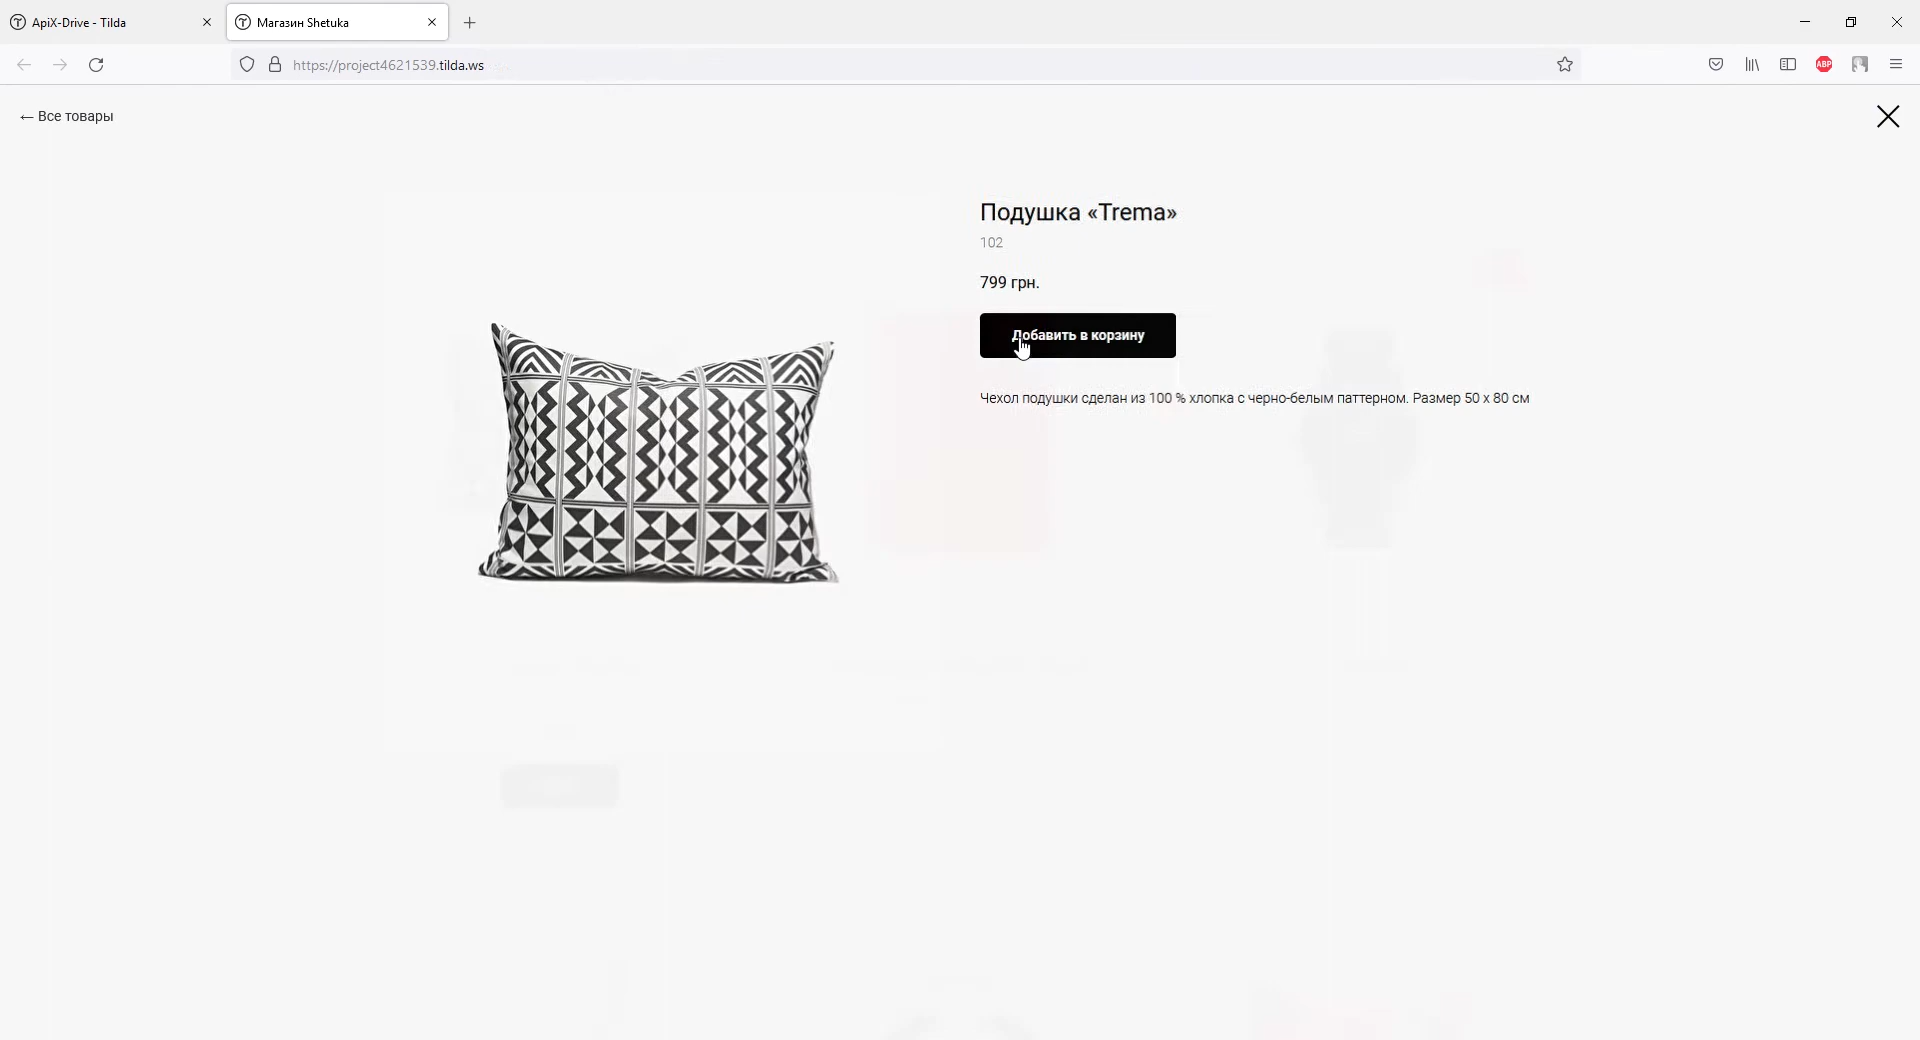 ApiX-Drive - Tilda
Магазин Shetuka
https://project4621539.tilda.ws
ABP
← Все товары
Подушка «Trema»
102
799 грн.
Добавить в корзину
Чехол подушки сделан из 100 % хлопка с черно-белым паттерном. Размер 50 х 80 см